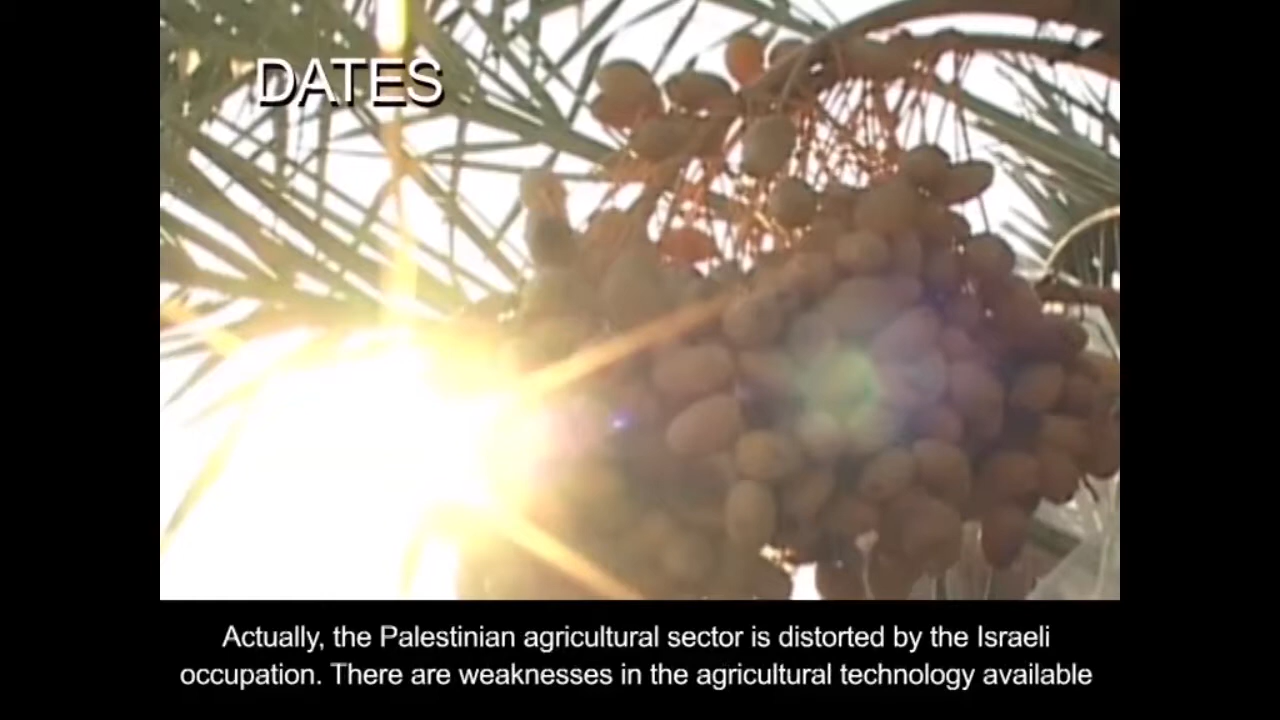 DATES
Actually, the Palestinian agricultural sector is distorted by the Israeli
occupation. There are weaknesses in the agricultural technology available